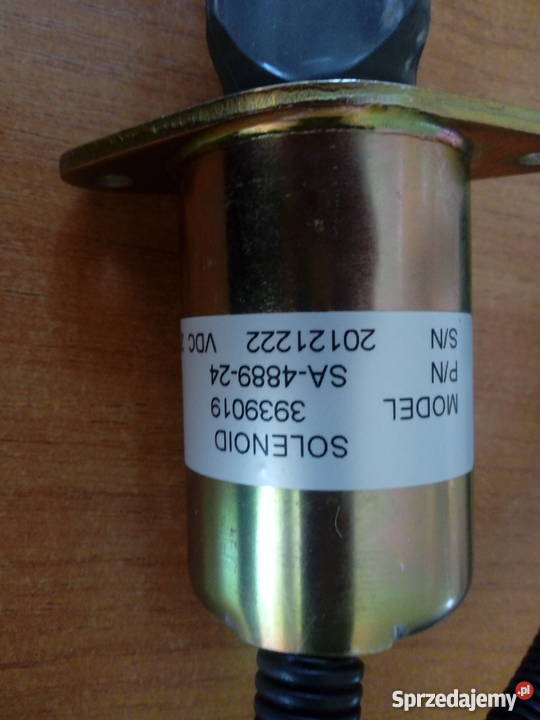 SOLENOID
MODEL 3939019
P/N SA-4889-24
S/N 20121222 VDC
Sprzedajemy.pl